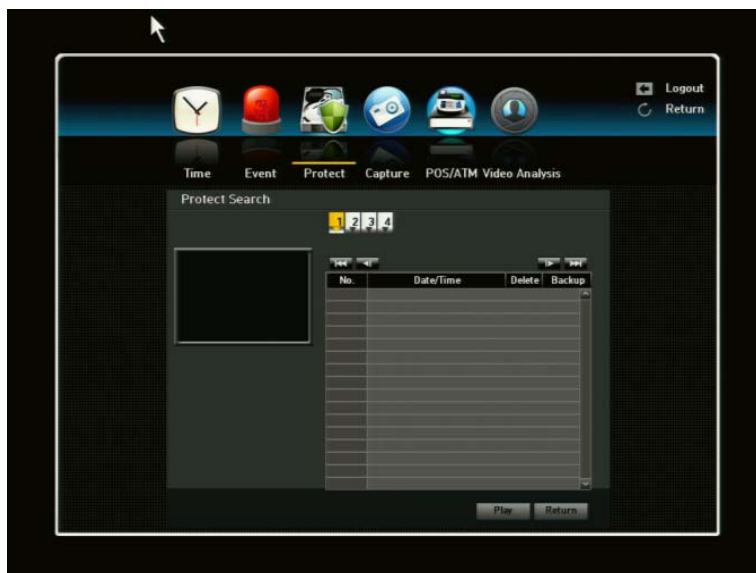 Logout
Return
Time Event Protect Capture POS/ATM Video Analysis
Protect Search
1 2 3 4
No. Date/Time Delete Backup
Play Return